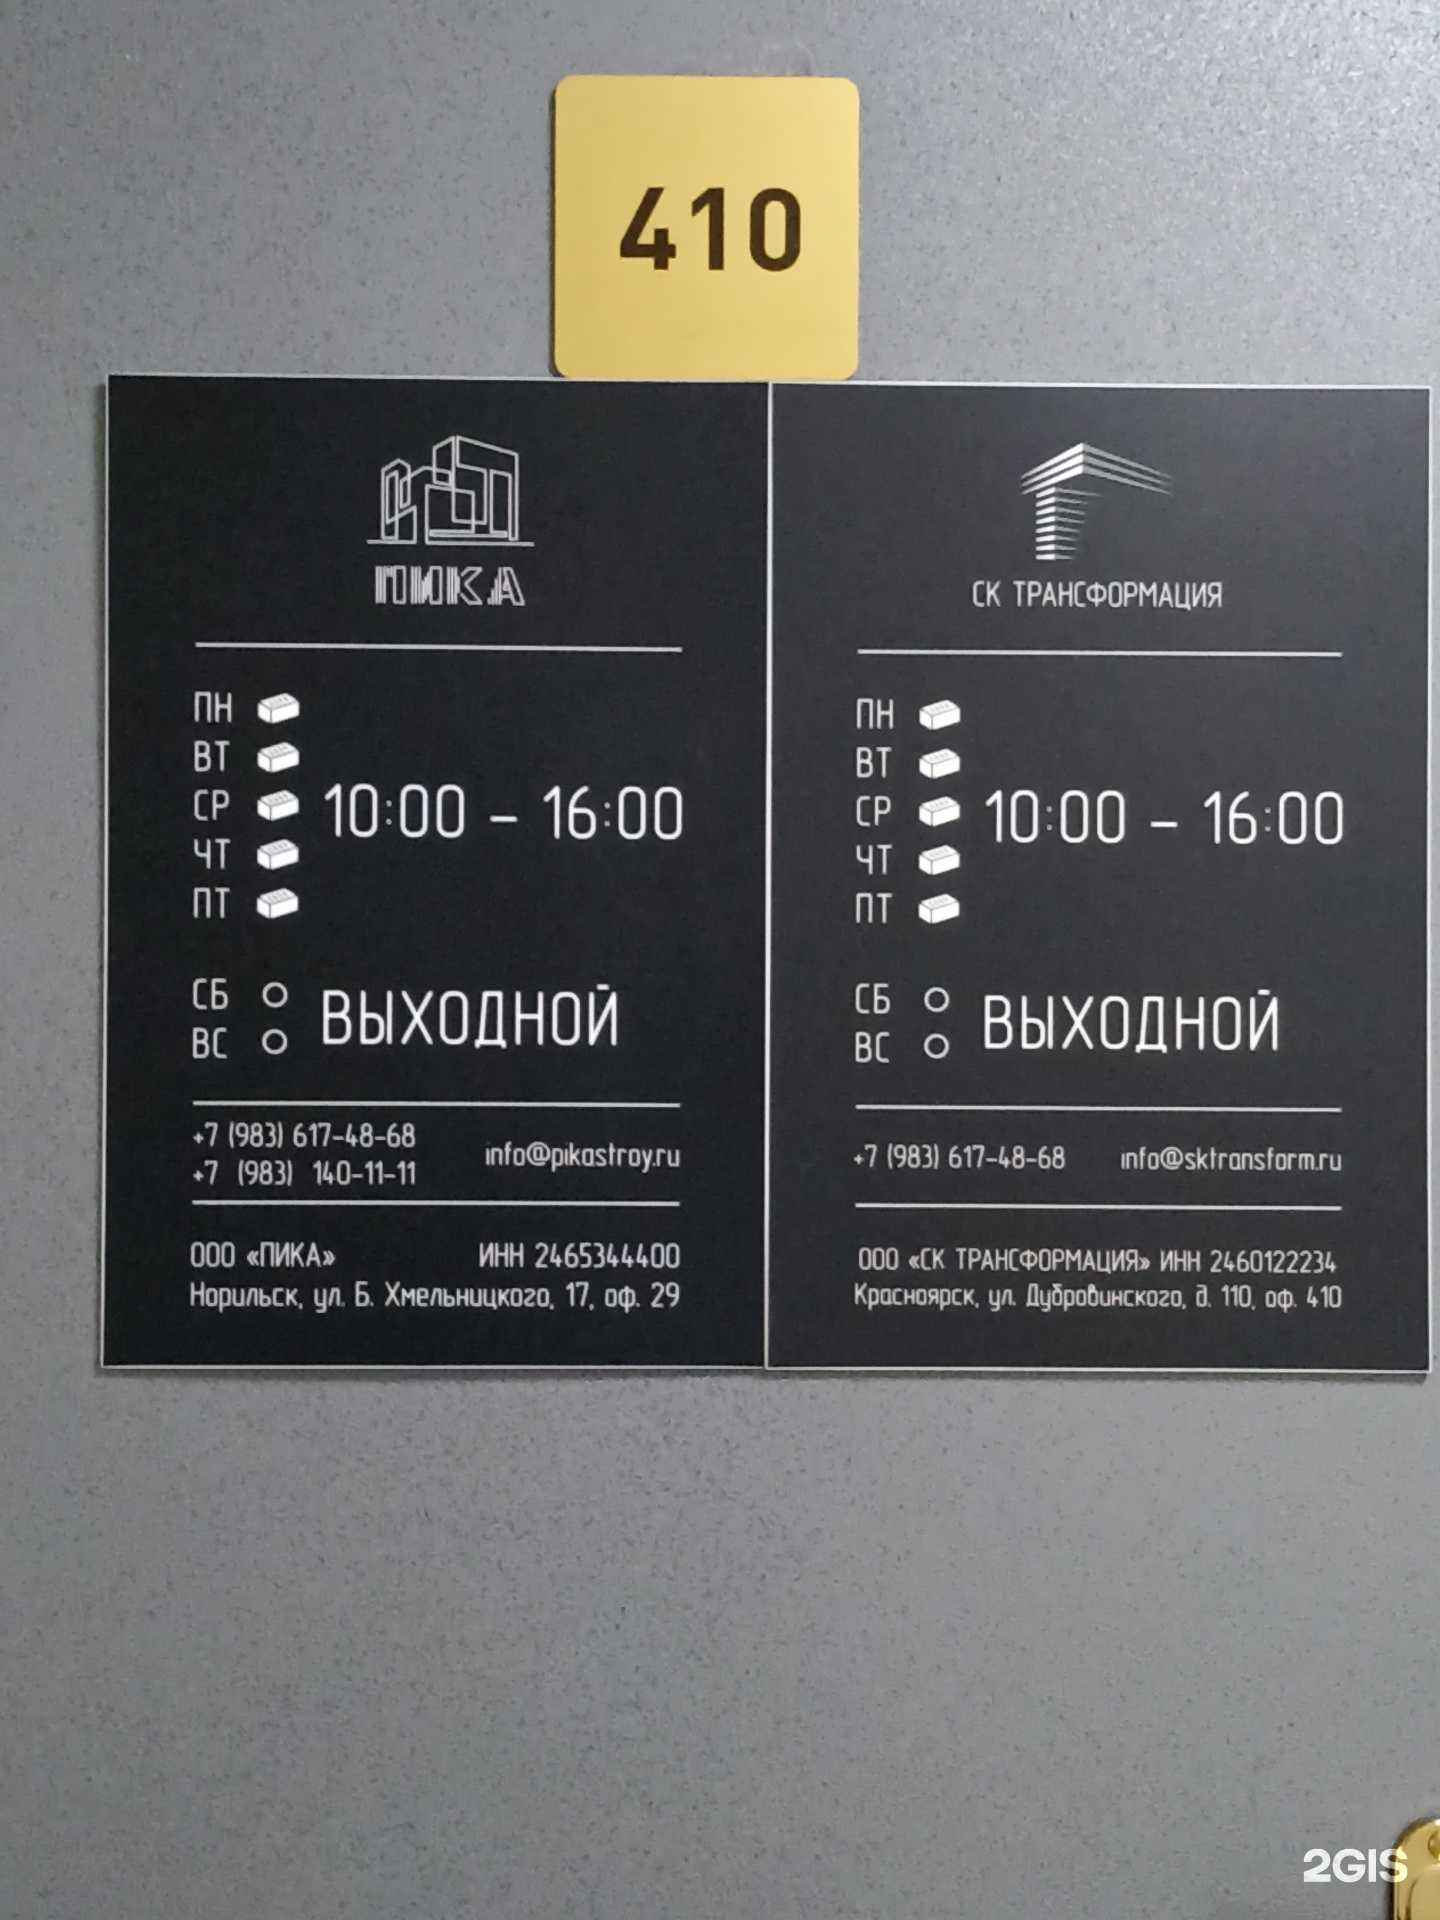 410
ПИКА
ПН
ВТ
СР
ЧТ
ПТ
10:00 – 16:00
СБ
ВС
ВЫХОДНОЙ
+7 (983) 617-48-68
+7 (983) 140-11-11
info@pikastroy.ru
ООО «ПИКА» ИНН 2465344400
Норильск, ул. Б. Хмельницкого, 17, оф. 29
СК ТРАНСФОРМАЦИЯ
ПН
ВТ
СР
ЧТ
ПТ
10:00 – 16:00
СБ
ВС
ВЫХОДНОЙ
+7 (983) 617-48-68 info@sktransform.ru
ООО «СК ТРАНСФОРМАЦИЯ» ИНН 2460122234
Красноярск, ул. Дубровинского, д. 110, оф. 410
2GIS